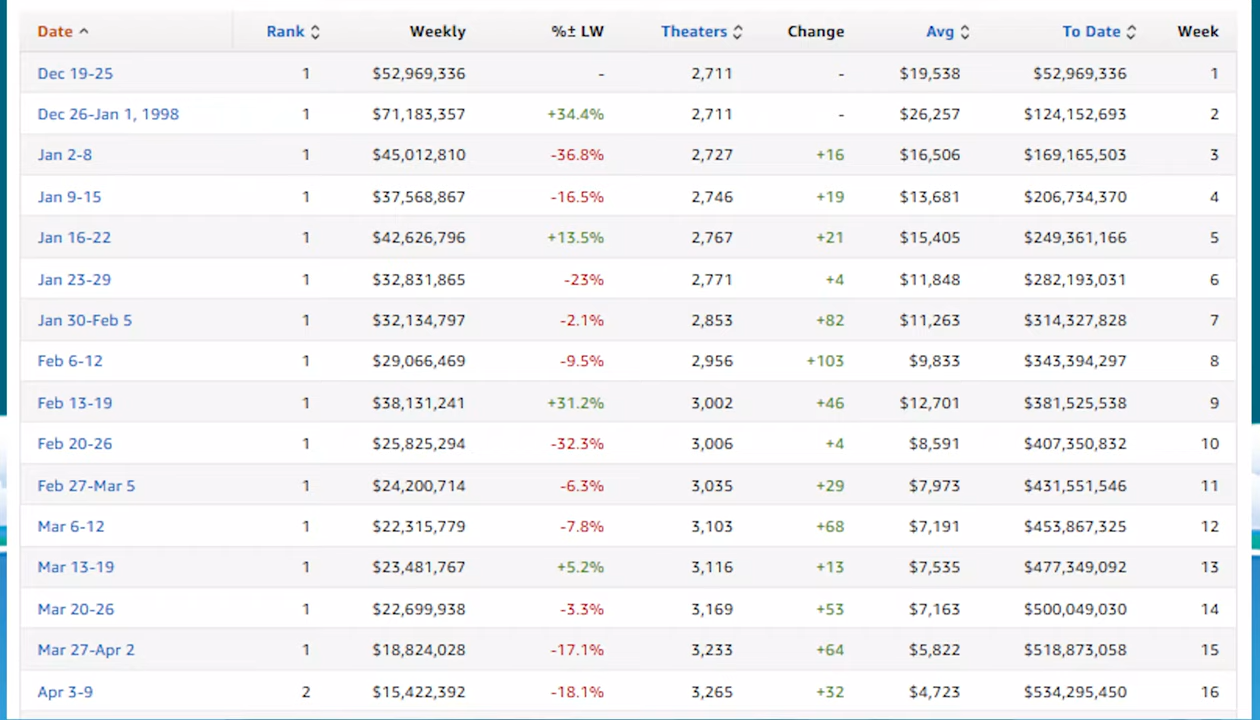 Date Rank Weekly %± LW Theaters Change Avg To Date Week
Dec 19-25 1 $52,969,336 - 2,711 - $19,538 $52,969,336 1
Dec 26-Jan 1, 1998 1 $71,183,357 +34.4% 2,711 - $26,257 $124,152,693 2
Jan 2-8 1 $45,012,810 -36.8% 2,727 +16 $16,506 $169,165,503 3
Jan 9-15 1 $37,568,867 -16.5% 2,746 +19 $13,681 $206,734,370 4
Jan 16-22 1 $42,626,796 +13.5% 2,767 +21 $15,405 $249,361,166 5
Jan 23-29 1 $32,831,865 -23% 2,771 +4 $11,848 $282,193,031 6
Jan 30-Feb 5 1 $32,134,797 -2.1% 2,853 +82 $11,263 $314,327,828 7
Feb 6-12 1 $29,066,469 -9.5% 2,956 +103 $9,833 $343,394,297 8
Feb 13-19 1 $38,131,241 +31.2% 3,002 +46 $12,701 $381,525,538 9
Feb 20-26 1 $25,825,294 -32.3% 3,006 +4 $8,591 $407,350,832 10
Feb 27-Mar 5 1 $24,200,714 -6.3% 3,035 +29 $7,973 $431,551,546 11
Mar 6-12 1 $22,315,779 -7.8% 3,103 +68 $7,191 $453,867,325 12
Mar 13-19 1 $23,481,767 +5.2% 3,116 +13 $7,535 $477,349,092 13
Mar 20-26 1 $22,699,938 -3.3% 3,169 +53 $7,163 $500,049,030 14
Mar 27-Apr 2 1 $18,824,028 -17.1% 3,233 +64 $5,822 $518,873,058 15
Apr 3-9 2 $15,422,392 -18.1% 3,265 +32 $4,723 $534,295,450 16